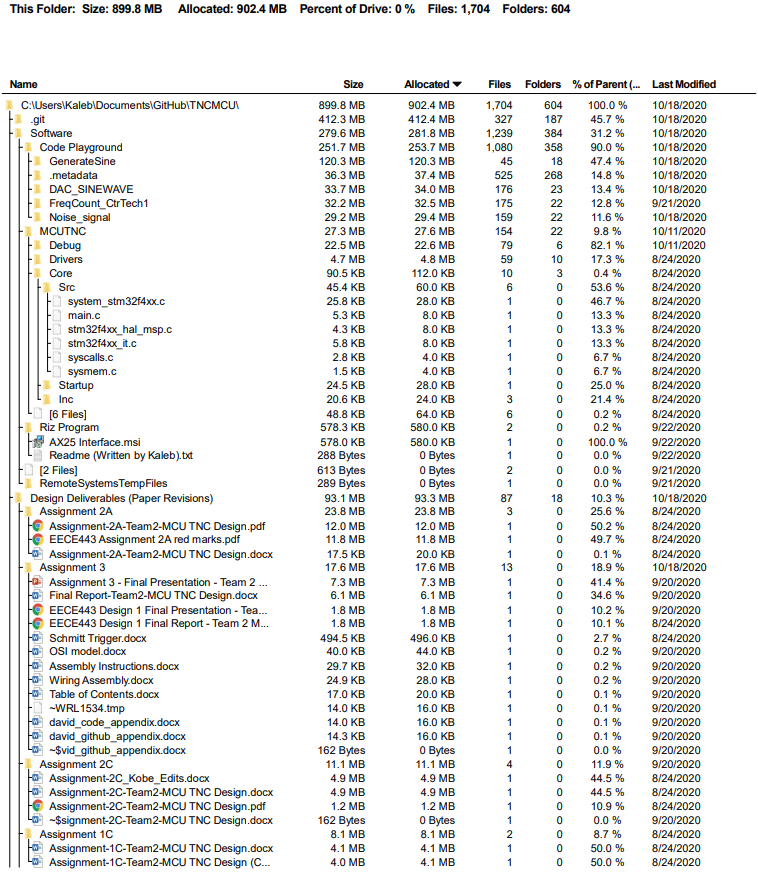 This Folder: Size: 899.8 MB Allocated: 902.4 MB Percent of Drive: 0 % Files: 1,704 Folders: 604
Name Size Allocated Files Folders % of Parent (... Last Modified
C:\Users\Kaleb\Documents\GitHub\TNCMCU\ 899.8 MB 902.4 MB 1,704 604 100.0 % 10/18/2020
.git 412.3 MB 412.4 MB 327 187 45.7 % 10/18/2020
Software 279.6 MB 281.8 MB 1,239 384 31.2 % 10/18/2020
Code Playground 251.7 MB 253.7 MB 1,080 358 90.0 % 10/18/2020
GenerateSine 120.3 MB 120.3 MB 45 18 47.4 % 10/18/2020
.metadata 36.3 MB 37.4 MB 525 268 14.8 % 10/18/2020
DAC_SINEWAVE 33.7 MB 34.0 MB 176 23 13.4 % 10/18/2020
FreqCount_CtrTech1 32.2 MB 32.5 MB 175 22 12.8 % 9/21/2020
Noise_signal 29.2 MB 29.4 MB 159 22 11.6 % 10/18/2020
MCUTNC 27.3 MB 27.6 MB 154 22 9.8 % 10/11/2020
Debug 22.5 MB 22.6 MB 79 6 82.1 % 10/11/2020
Drivers 4.7 MB 4.8 MB 59 10 17.3 % 8/24/2020
Core 90.5 KB 112.0 KB 10 3 0.4 % 8/24/2020
Src 45.4 KB 60.0 KB 6 0 53.6 % 8/24/2020
system_stm32f4xx.c 25.8 KB 28.0 KB 1 0 46.7 % 8/24/2020
main.c 5.3 KB 8.0 KB 1 0 13.3 % 8/24/2020
stm32f4xx_hal_msp.c 4.3 KB 8.0 KB 1 0 13.3 % 8/24/2020
stm32f4xx_it.c 5.8 KB 8.0 KB 1 0 13.3 % 8/24/2020
syscalls.c 2.8 KB 4.0 KB 1 0 6.7 % 8/24/2020
sysmem.c 1.5 KB 4.0 KB 1 0 6.7 % 8/24/2020
Startup 24.5 KB 28.0 KB 1 0 25.0 % 8/24/2020
Inc 20.6 KB 24.0 KB 3 0 21.4 % 8/24/2020
[6 Files] 48.8 KB 64.0 KB 6 0 0.2 % 8/24/2020
Riz Program 578.3 KB 580.0 KB 2 0 0.2 % 9/22/2020
AX25 Interface.msi 578.0 KB 580.0 KB 1 0 100.0 % 9/22/2020
Readme (Written by Kaleb).txt 288 Bytes 0 Bytes 1 0 0.0 % 9/22/2020
[2 Files] 613 Bytes 0 Bytes 2 0 0.0 % 9/21/2020
RemoteSystemsTempFiles 289 Bytes 0 Bytes 1 0 0.0 % 9/21/2020
Design Deliverables (Paper Revisions) 93.1 MB 93.3 MB 87 18 10.3 % 10/18/2020
Assignment 2A 23.8 MB 23.8 MB 3 0 25.6 % 8/24/2020
Assignment-2A-Team2-MCU TNC Design.pdf 12.0 MB 12.0 MB 1 0 50.2 % 8/24/2020
EECE443 Assignment 2A red marks.pdf 11.8 MB 11.8 MB 1 0 49.7 % 8/24/2020
Assignment-2A-Team2-MCU TNC Design.docx 17.5 KB 20.0 KB 1 0 0.1 % 8/24/2020
Assignment 3 17.6 MB 17.6 MB 13 0 18.9 % 10/18/2020
Assignment 3 - Final Presentation - Team 2 ... 7.3 MB 7.3 MB 1 0 41.4 % 9/20/2020
Final Report-Team2-MCU TNC Design.docx 6.1 MB 6.1 MB 1 0 34.6 % 9/20/2020
EECE443 Design 1 Final Presentation - Tea... 1.8 MB 1.8 MB 1 0 10.2 % 9/20/2020
EECE443 Design 1 Final Report - Team 2 M... 1.8 MB 1.8 MB 1 0 10.1 % 8/24/2020
Schmitt Trigger.docx 494.5 KB 496.0 KB 1 0 2.7 % 8/24/2020
OSI model.docx 40.0 KB 44.0 KB 1 0 0.2 % 9/20/2020
Assembly Instructions.docx 29.7 KB 32.0 KB 1 0 0.2 % 9/20/2020
Wiring Assembly.docx 24.9 KB 28.0 KB 1 0 0.2 % 9/20/2020
Table of Contents.docx 17.0 KB 20.0 KB 1 0 0.1 % 9/20/2020
~WRL1534.tmp 14.0 KB 16.0 KB 1 0 0.1 % 9/20/2020
david_code_appendix.docx 14.0 KB 16.0 KB 1 0 0.1 % 9/20/2020
david_github_appendix.docx 14.3 KB 16.0 KB 1 0 0.1 % 9/20/2020
~$vid_github_appendix.docx 162 Bytes 0 Bytes 1 0 0.0 % 9/20/2020
Assignment 2C 11.1 MB 11.1 MB 4 0 11.9 % 8/24/2020
Assignment-2C_Kobe_Edits.docx 4.9 MB 4.9 MB 1 0 44.5 % 8/24/2020
Assignment-2C-Team2-MCU TNC Design.docx 4.9 MB 4.9 MB 1 0 44.5 % 8/24/2020
Assignment-2C-Team2-MCU TNC Design.pdf 1.2 MB 1.2 MB 1 0 10.9 % 8/24/2020
~$signment-2C-Team2-MCU TNC Design.docx 162 Bytes 0 Bytes 1 0 0.0 % 9/20/2020
Assignment 1C 8.1 MB 8.1 MB 2 0 8.7 % 8/24/2020
Assignment-1C-Team2-MCU TNC Design.docx 4.1 MB 4.1 MB 1 0 50.0 % 8/24/2020
Assignment-1C-Team2-MCU TNC Design (C... 4.0 MB 4.1 MB 1 0 50.0 % 8/24/2020